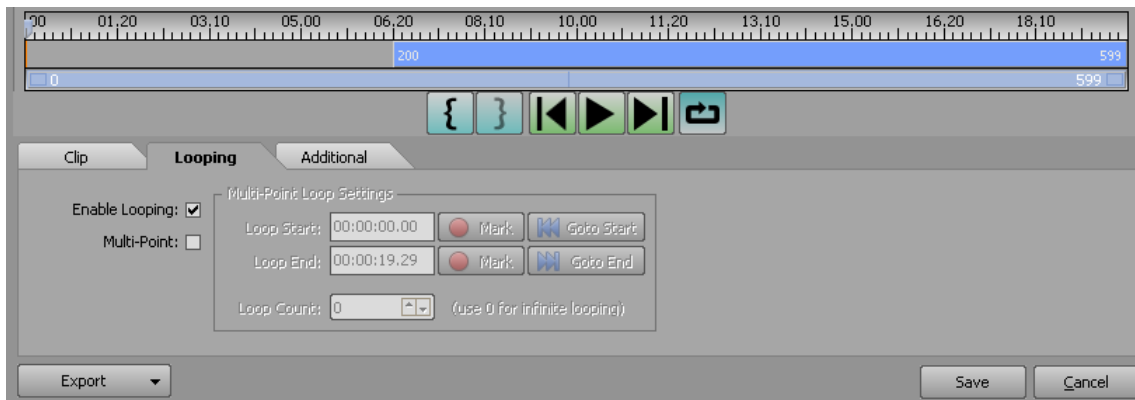 00 01,20 03,10 05,00 06,20 08,10 10,00 11,20 13,10 15,00 16,20 18,10
200 599
0 599
Clip Looping Additional
Multi-Point Loop Settings
Enable Looping:
Loop Start: 00:00:00.00 Mark Goto Start
Multi-Point:
Loop End: 00:00:19.29 Mark Goto End
Loop Count: 0 (use 0 for infinite looping)
Export Save Cancel